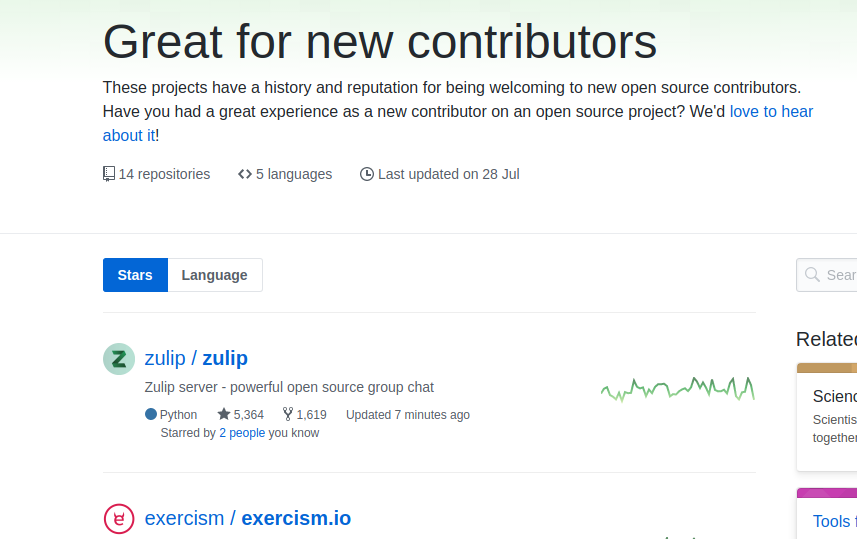 Great for new contributors
These projects have a history and reputation for being welcoming to new open source contributors.
Have you had a great experience as a new contributor on an open source project? We'd love to hear
about it!
14 repositories 5 languages Last updated on 28 Jul
Stars Language
Sear
zulip / zulip
Zulip server - powerful open source group chat
Python 5,364 1,619 Updated 7 minutes ago
Starred by 2 people you know
exercism / exercism.io
Related
Scienc
Scientis
together
Tools f